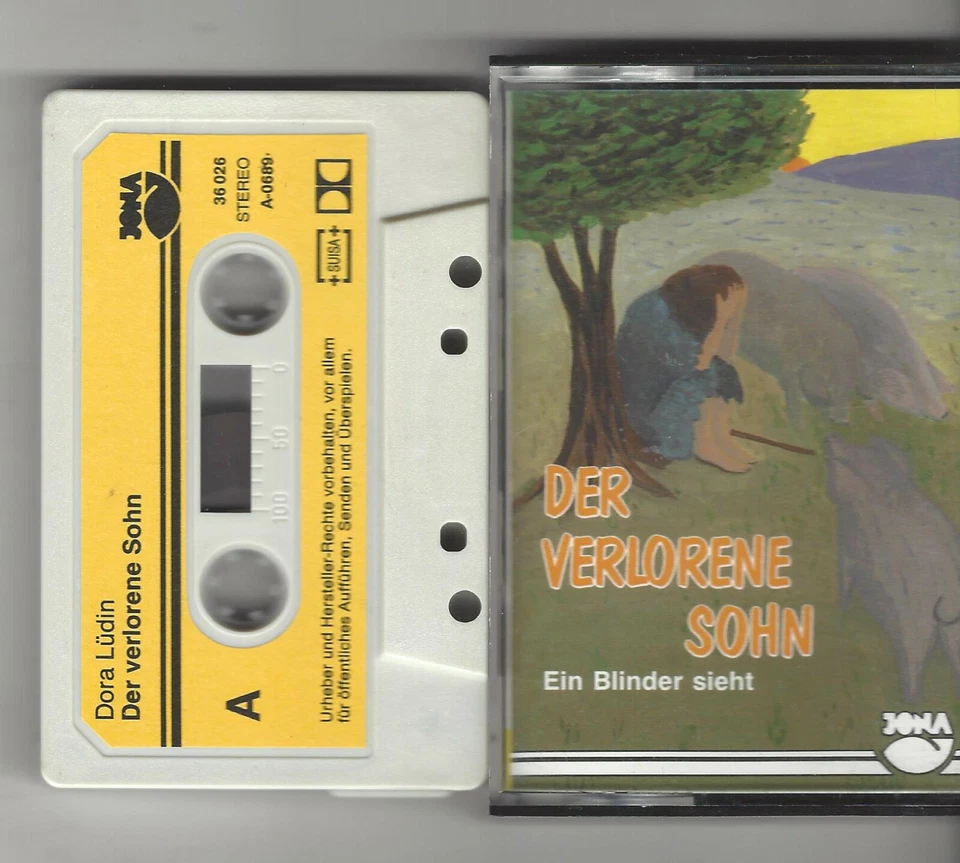 Dora Lüdin
Der verlorene Sohn
JONA
36 026
STEREO
A-0689
+SUISA+
A
Urheber und Hersteller-Rechte vorbehalten, vor allem
für öffentliches Aufführen, Senden und Überspielen.
0
50
100
DER
VERLORENE
SOHN
Ein Blinder sieht
JONA